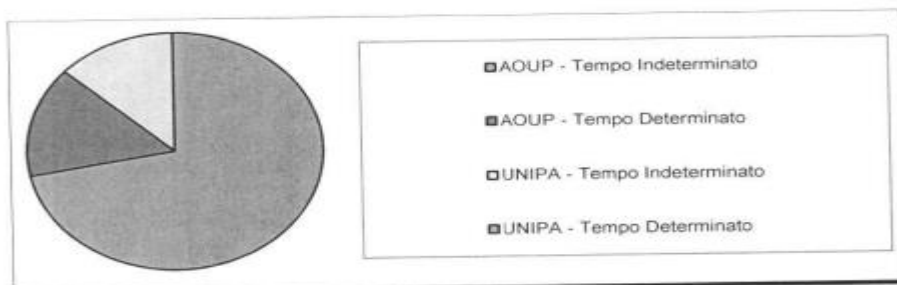 AOUP - Tempo Indeterminato
AOUP - Tempo Determinato
UNIPA - Tempo Indeterminato
UNIPA - Tempo Determinato